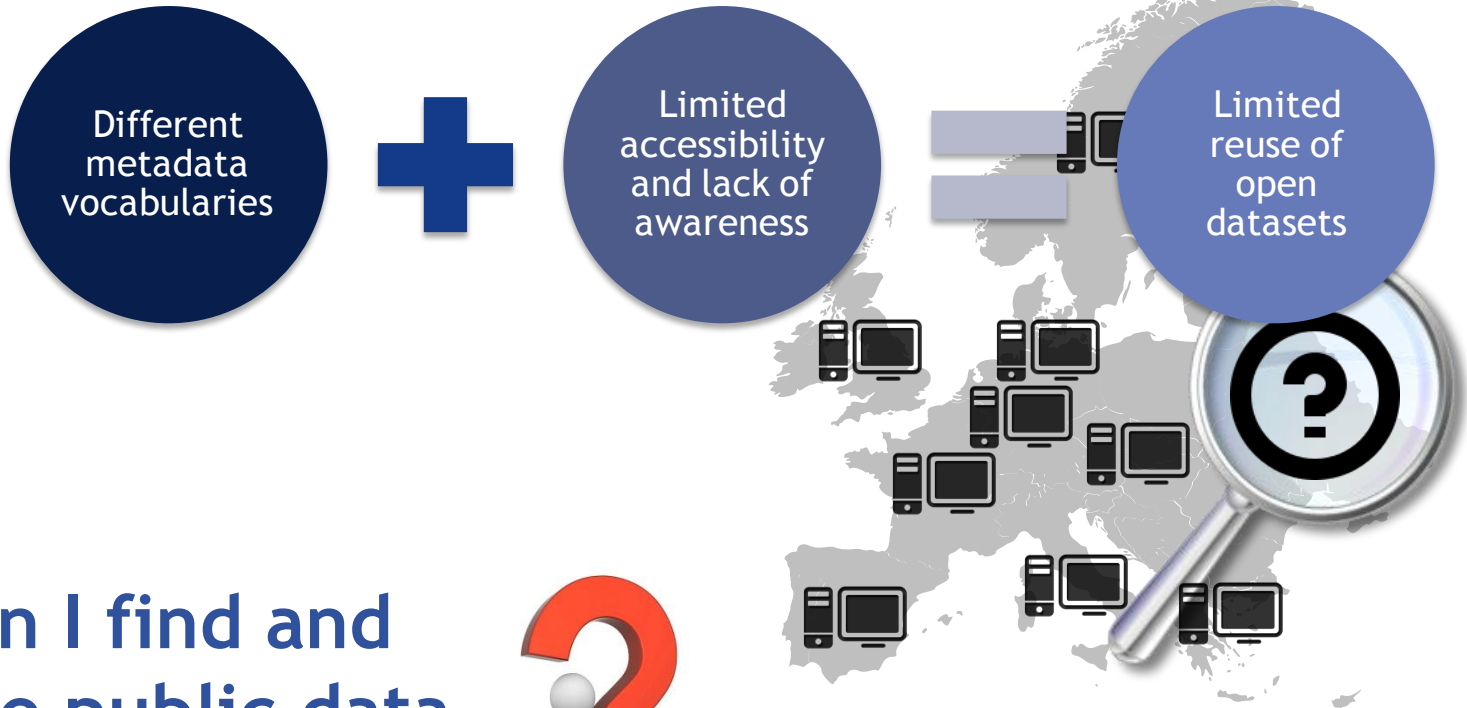 Different
metadata
vocabularies
Limited
accessibility
and lack of
awareness
Limited
reuse of
open
datasets
?
n I find and
public data